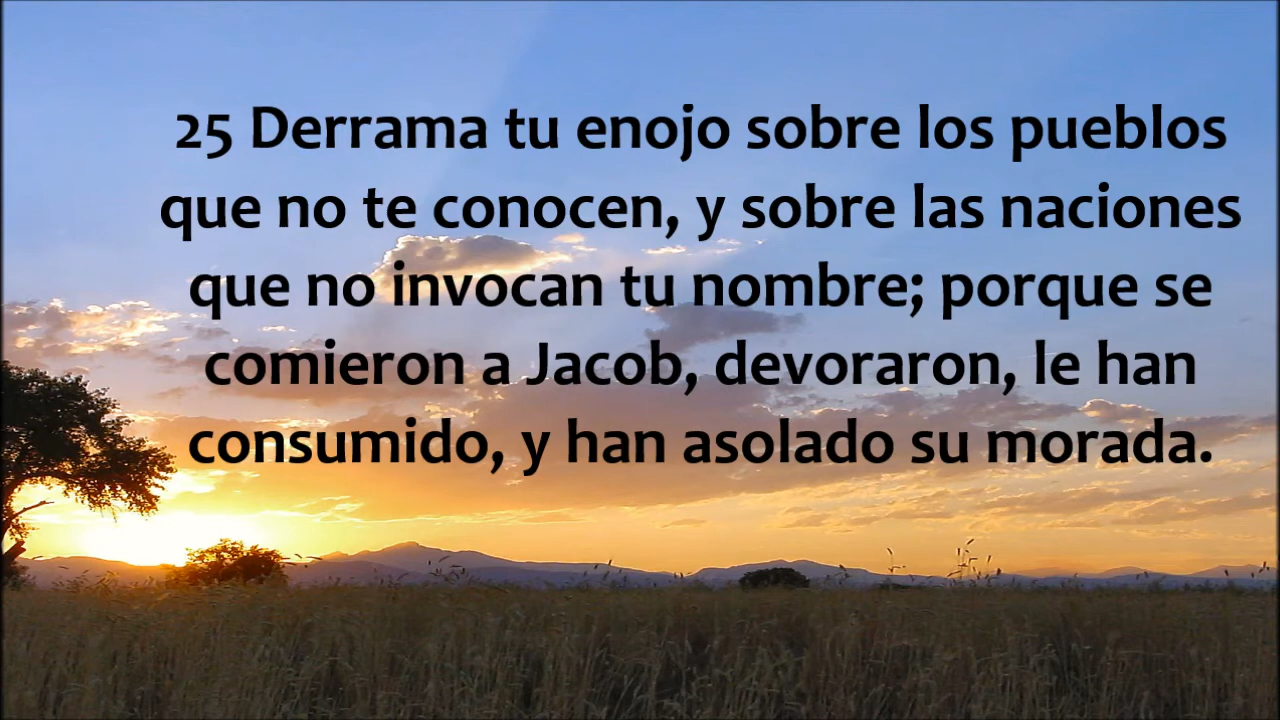 25 Derrama tu enojo sobre los pueblos
que no te conocen, y sobre las naciones
que no invocan tu nombre; porque se
comieron a Jacob, devoraron, le han
consumido, y han asolado su morada.